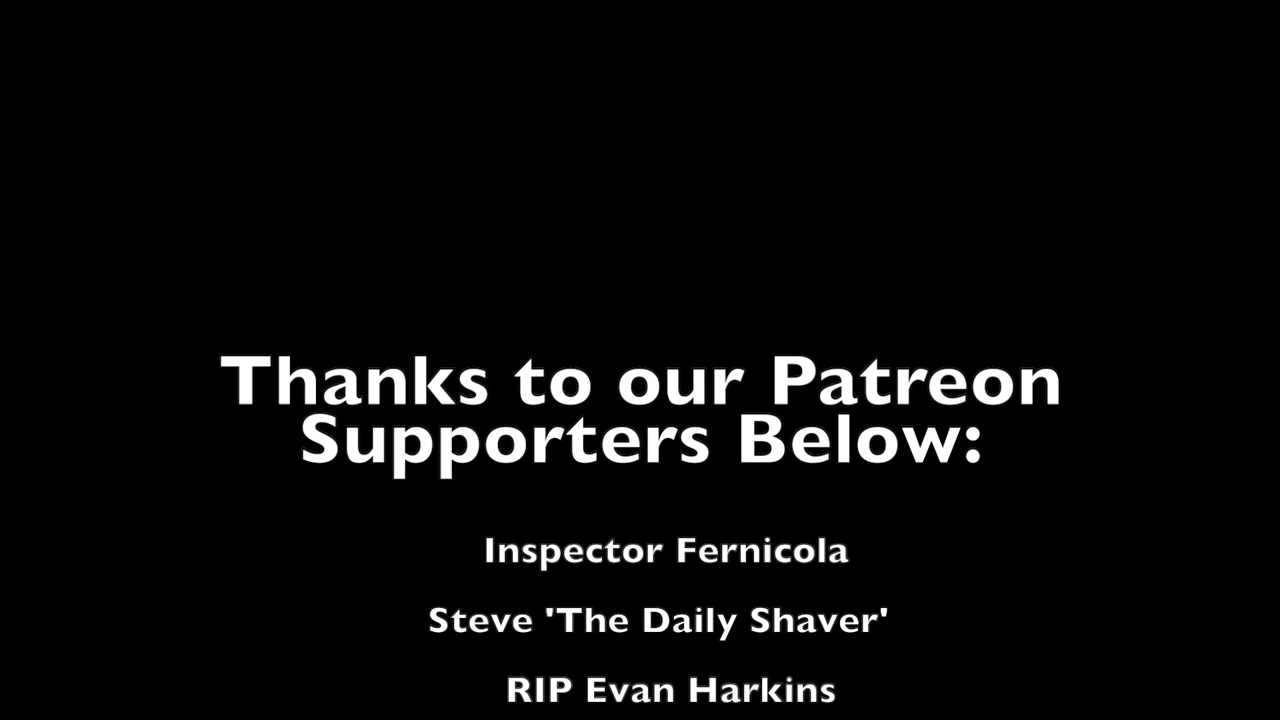 Thanks to our Patreon
Supporters Below:
Inspector Fernicola
Steve 'The Daily Shaver'
RIP Evan Harkins